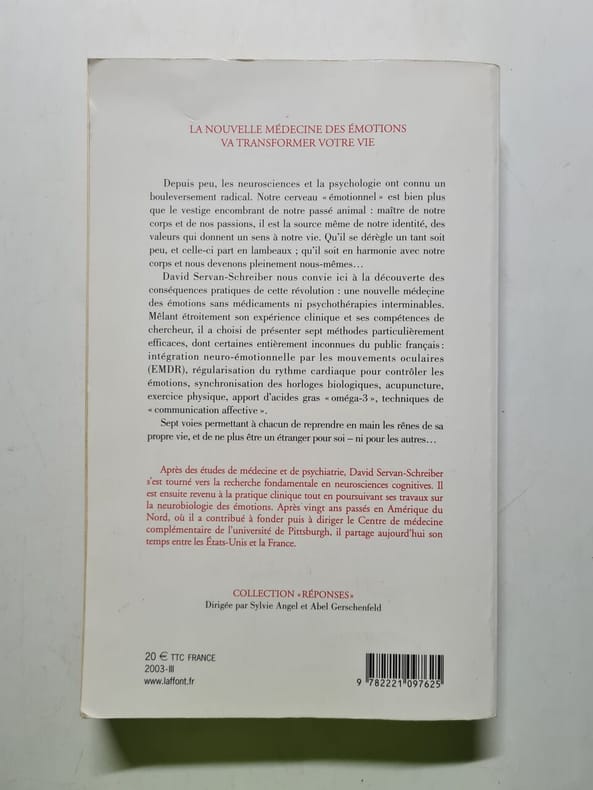 LA NOUVELLE MÉDECINE DES ÉMOTIONS
VA TRANSFORMER VOTRE VIE
Depuis peu, les neurosciences et la psychologie ont connu un
bouleversement radical. Notre cerveau « émotionnel » est bien plus
que le vestige encombrant de notre passé animal : maître de notre
corps et de nos passions, il est la source même de notre identité, des
valeurs qui donnent un sens à notre vie. Qu'il se dérègle un tant soit
peu, et celle-ci part en lambeaux ; qu'il soit en harmonie avec notre
corps et nous devenons pleinement nous-mêmes…
David Servan-Schreiber nous convie ici à la découverte des
conséquences pratiques de cette révolution : une nouvelle médecine
des émotions sans médicaments ni psychothérapies interminables.
Mêlant étroitement son expérience clinique et ses compétences de
chercheur, il a choisi de présenter sept méthodes particulièrement
efficaces, dont certaines entièrement inconnues du public français :
intégration neuro-émotionnelle par les mouvements oculaires
(EMDR), régularisation du rythme cardiaque pour contrôler les
émotions, synchronisation des horloges biologiques, acupuncture,
exercice physique, apport d'acides gras « oméga-3 », techniques de
« communication affective ».
Sept voies permettant à chacun de reprendre en main les rênes de sa
propre vie, et de ne plus être un étranger pour soi – ni pour les autres…
Après des études de médecine et de psychiatrie, David Servan-Schreiber
s'est tourné vers la recherche fondamentale en neurosciences cognitives. Il
est ensuite revenu à la pratique clinique tout en poursuivant ses travaux sur
la neurobiologie des émotions. Après vingt ans passés en Amérique du
Nord, où il a contribué à fonder puis à diriger le Centre de médecine
complémentaire de l'université de Pittsburgh, il partage aujourd'hui son
temps entre les États-Unis et la France.
COLLECTION « RÉPONSES »
Dirigée par Sylvie Angel et Abel Gerschenfeld
20 € TTC FRANCE
2003-III
www.laffont.fr
9 782221 097625